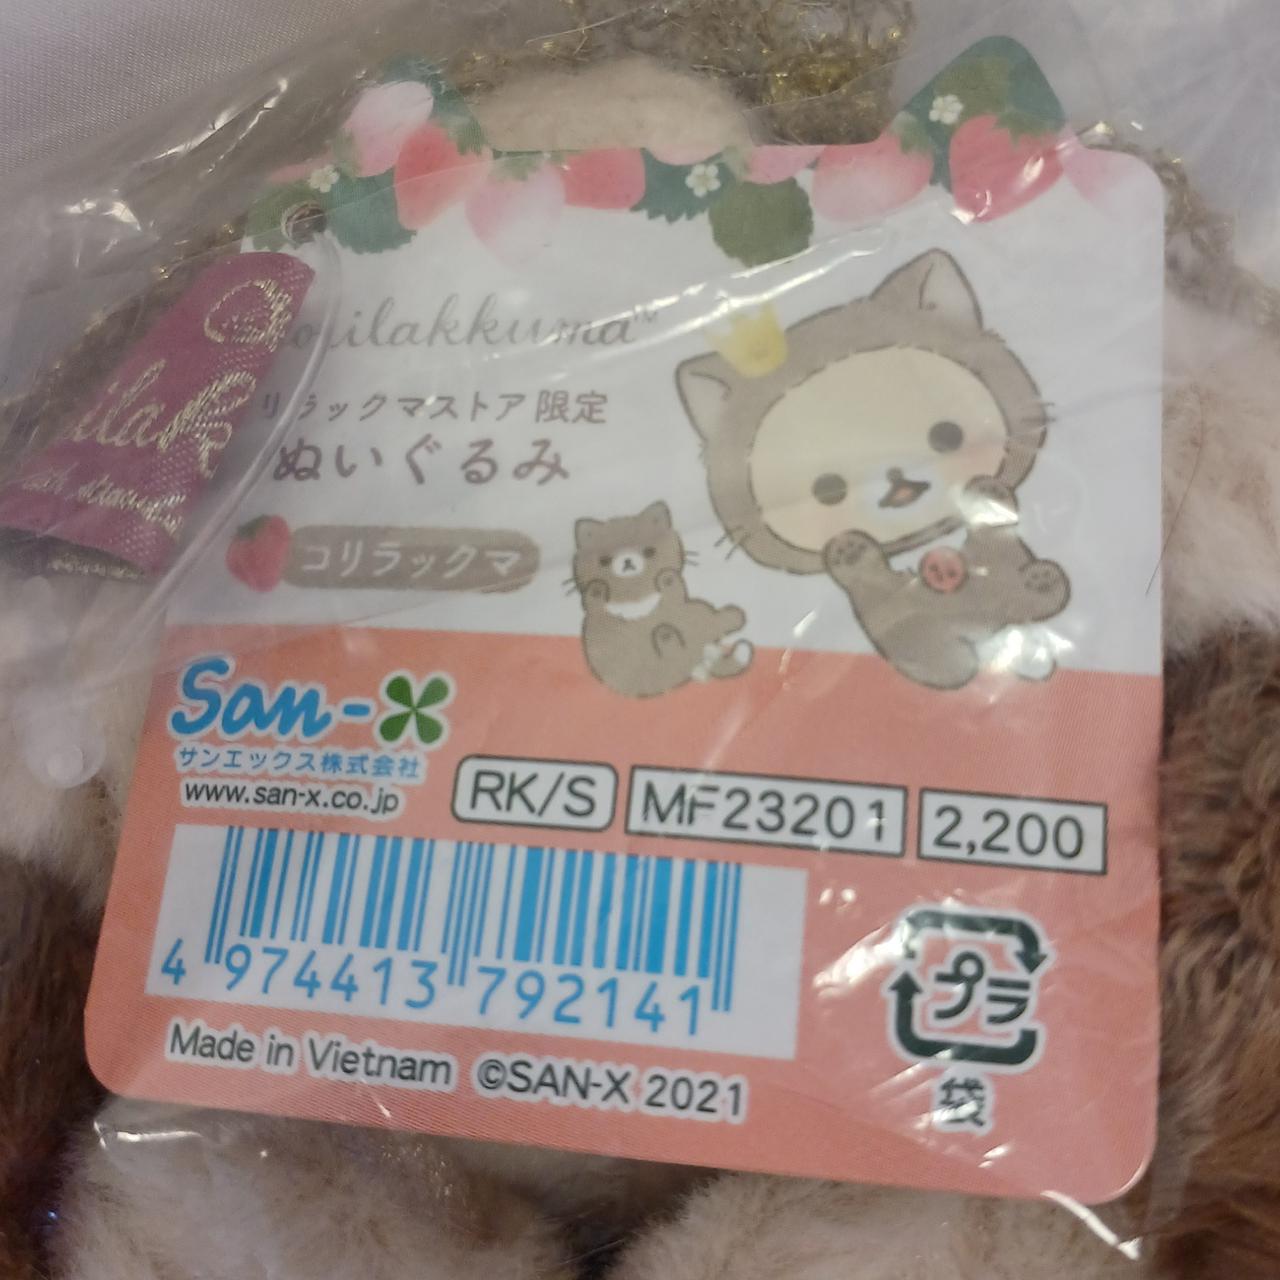 Korilakkuma™
リラックマストア限定
ぬいぐるみ
コリラックマ
San-X
サンエックス株式会社
www.san-x.co.jp
RK/S MF23201 2,200
4 974413 792141
プラ
袋
Made in Vietnam ©SAN-X 2021